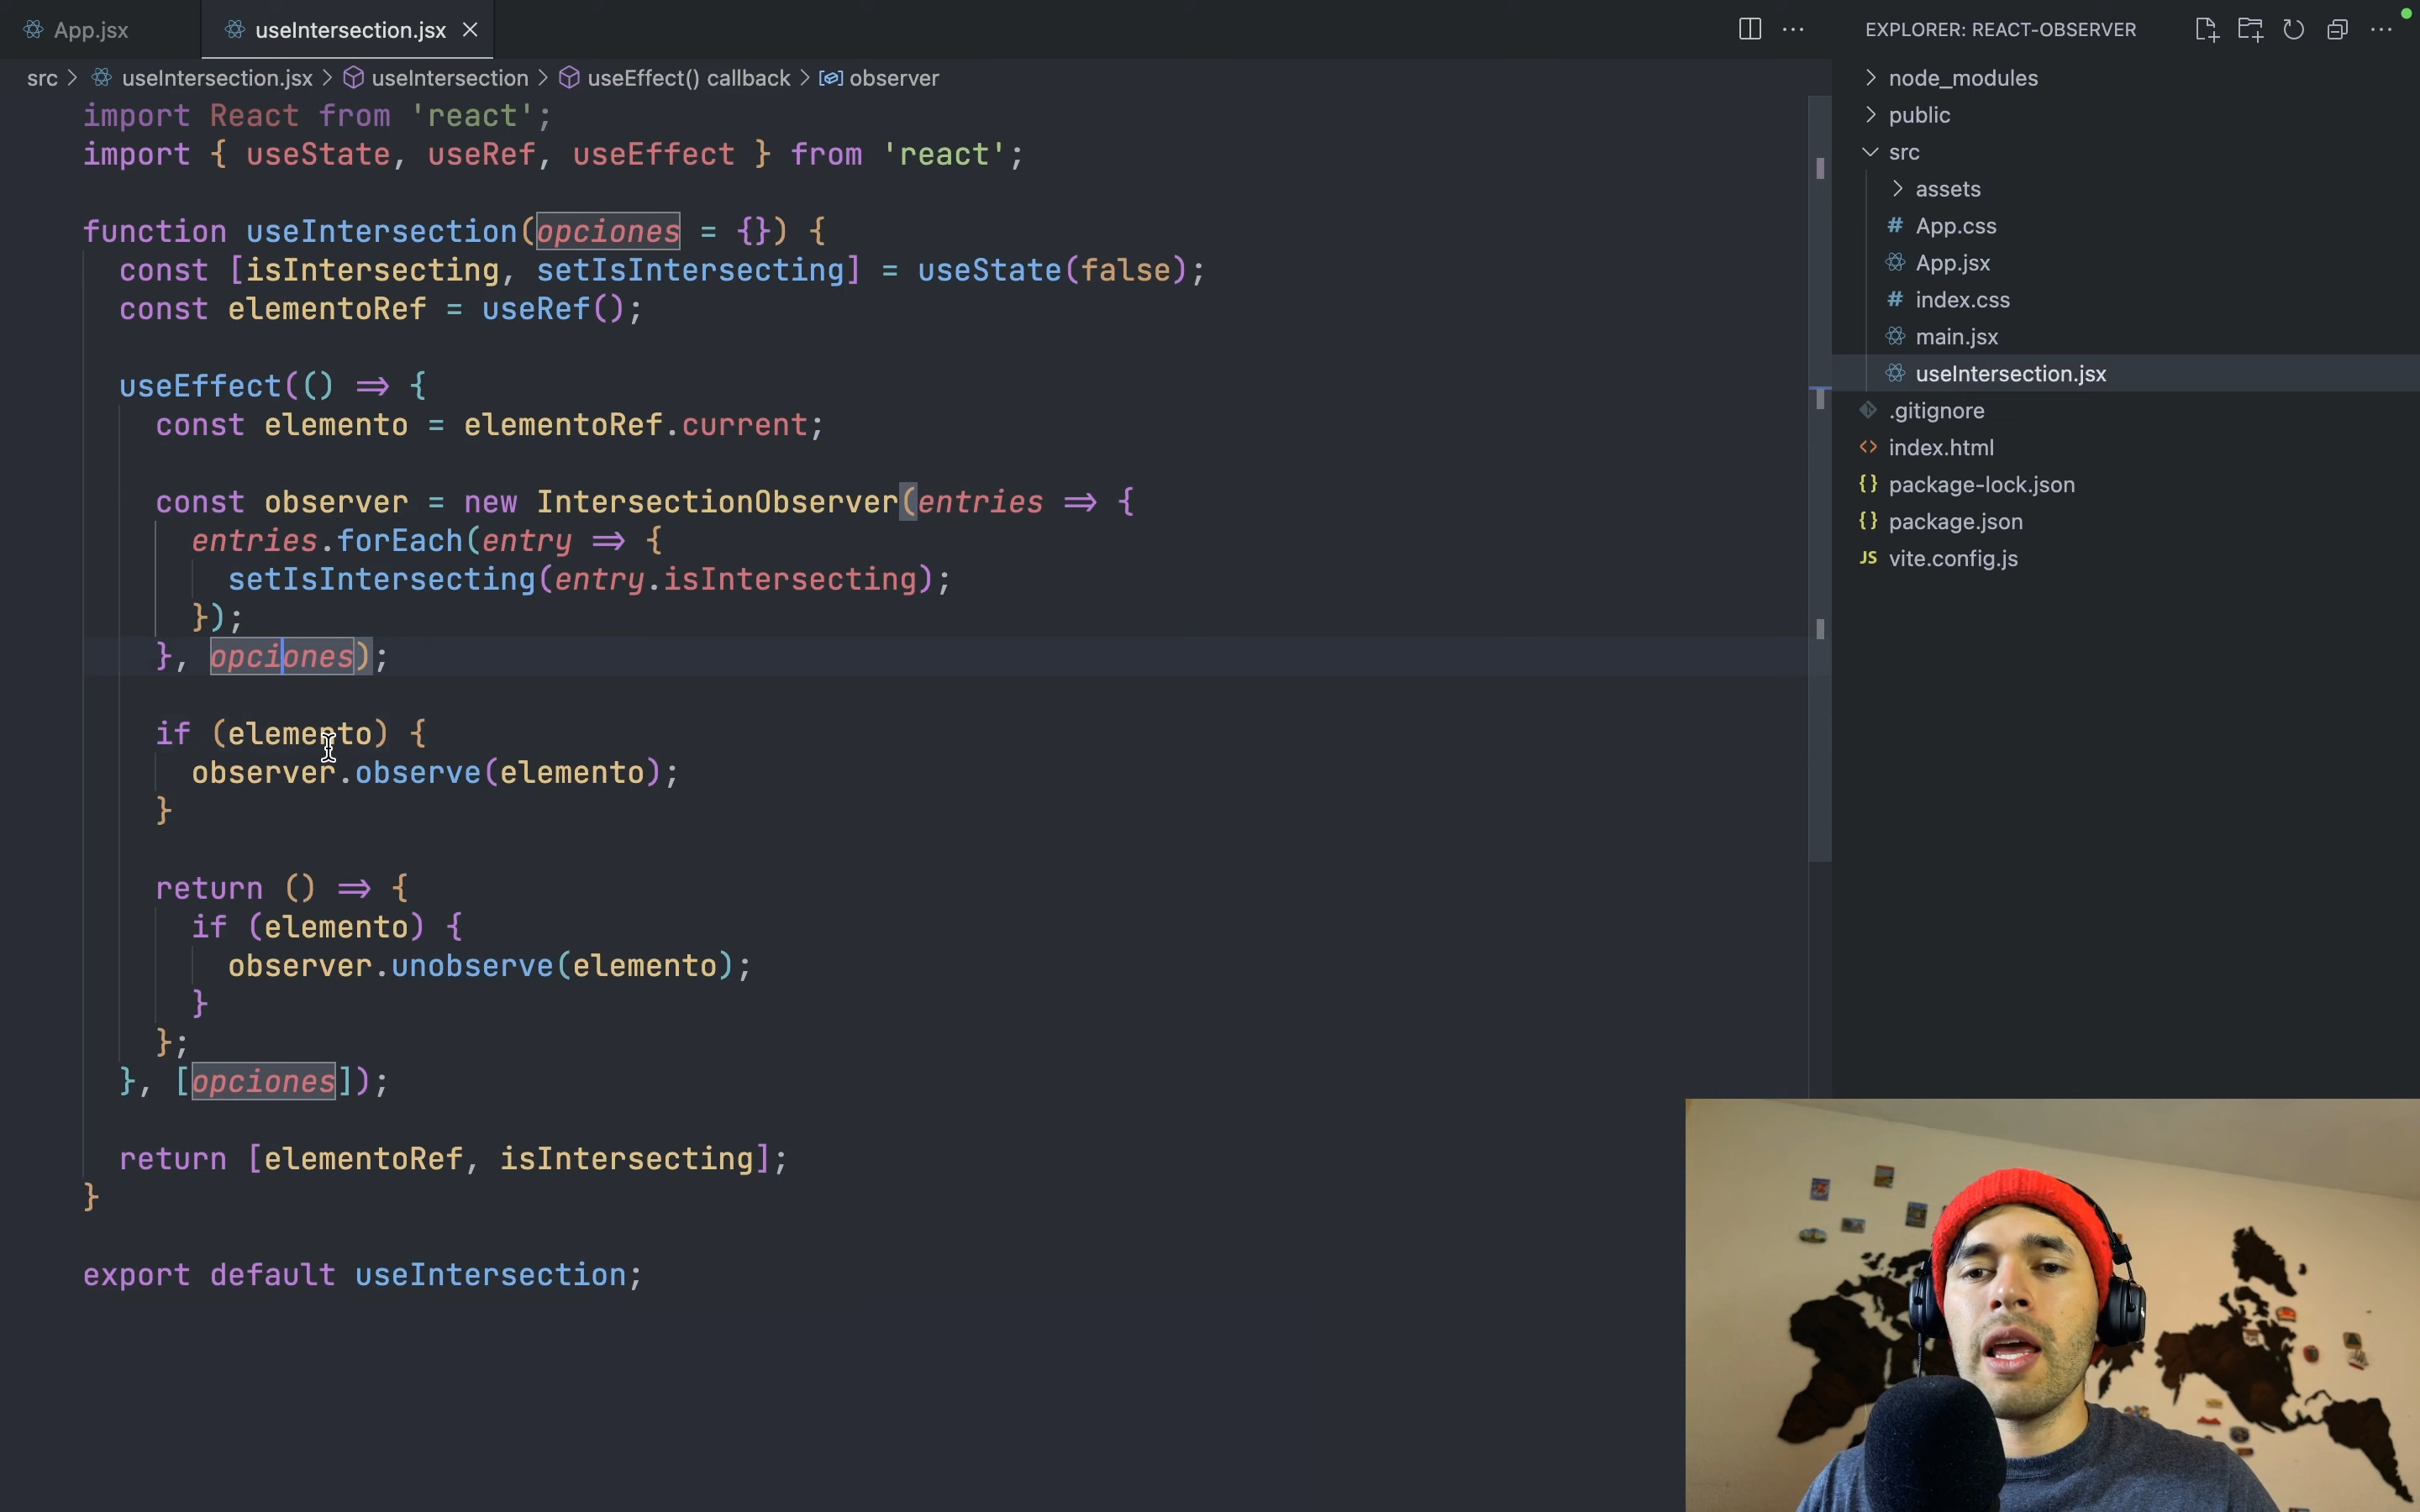 App.jsx
useIntersection.jsx
EXPLORER: REACT-OBSERVER
src > useIntersection.jsx > useIntersection > useEffect() callback > observer
import React from 'react';
import { useState, useRef, useEffect } from 'react';
function useIntersection(opciones = {}) {
const [isIntersecting, setIsIntersecting] = useState(false);
const elementoRef = useRef();
useEffect(() => {
const elemento = elementoRef.current;
const observer = new IntersectionObserver(entries => {
entries.forEach(entry => {
setIsIntersecting(entry.isIntersecting);
});
}, opciones);
if (elemento) {
observer.observe(elemento);
}
return () => {
if (elemento) {
observer.unobserve(elemento);
}
};
}, [opciones]);
return [elementoRef, isIntersecting];
}
export default useIntersection;
node_modules
public
src
assets
# App.css
App.jsx
# index.css
main.jsx
useIntersection.jsx
.gitignore
<> index.html
{} package-lock.json
{} package.json
JS vite.config.js